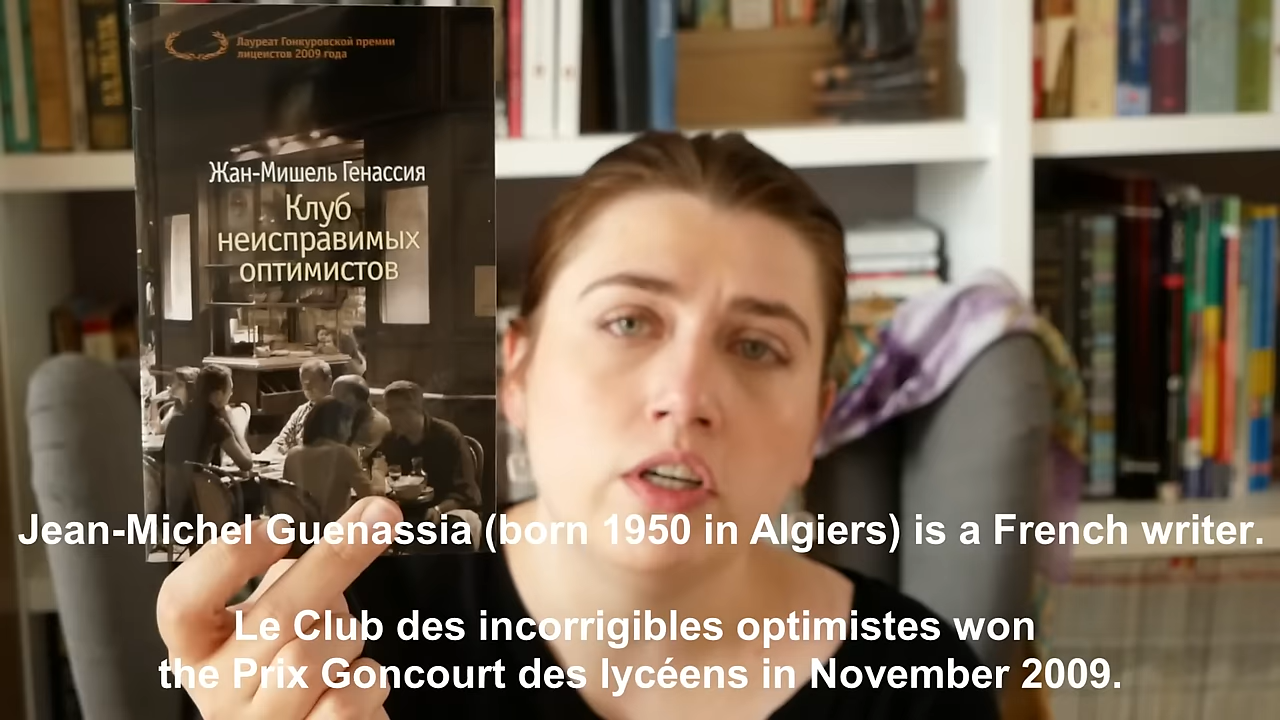 Лауреат Гонкуровской премии
лицеистов 2009 года
Жан-Мишель Генассия
Клуб
неисправимых
оптимистов
Jean-Michel Guenassia (born 1950 in Algiers) is a French writer.
Le Club des incorrigibles optimistes won
the Prix Goncourt des lycéens in November 2009.